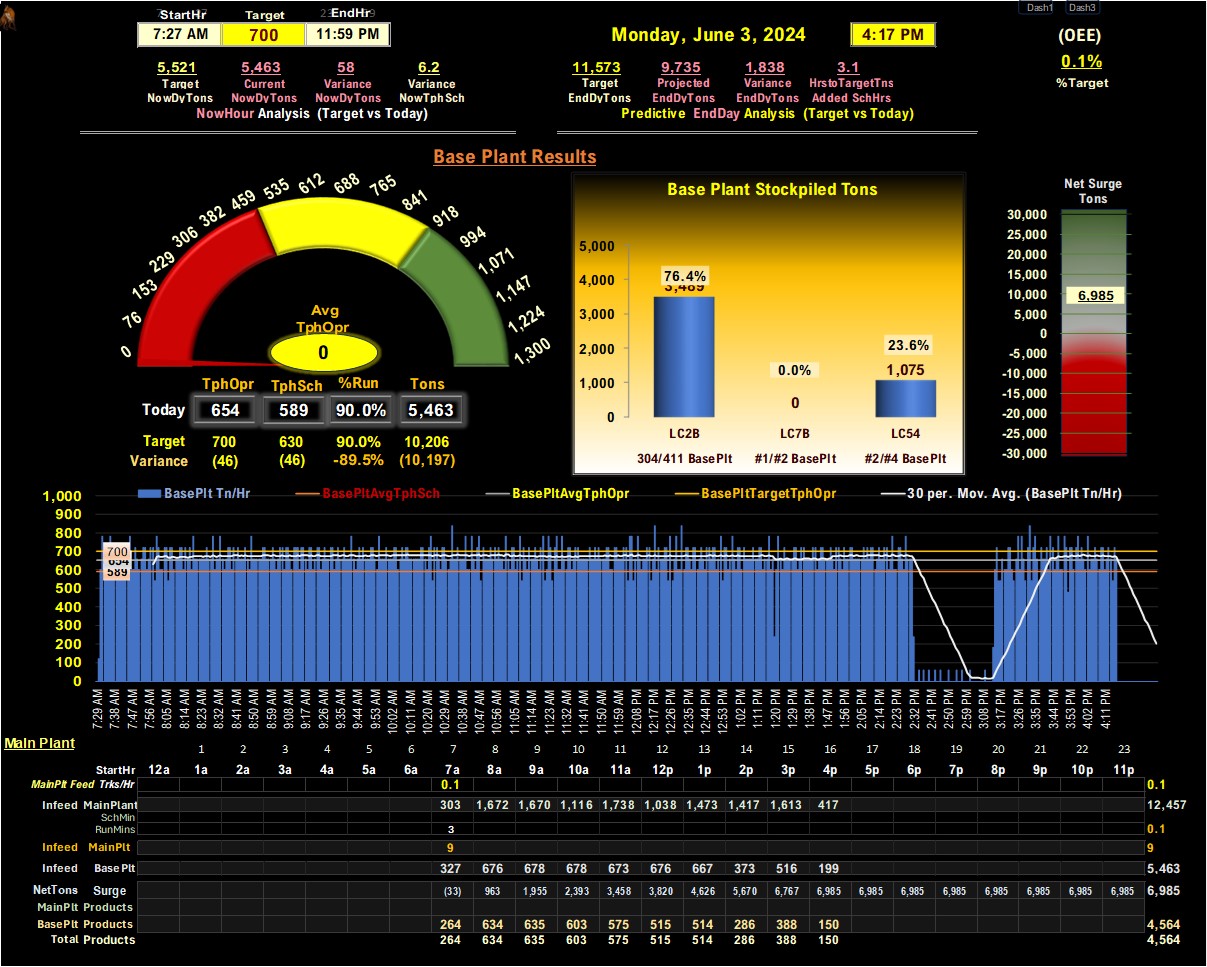 Dash1 Dash3
StartHr Target EndHr
7:27 AM 700 11:59 PM
Monday, June 3, 2024 4:17 PM
(OEE)
0.1%
%Target
5,521 5,463 58 6.2
Target Current Variance Variance
NowDyTons NowDyTons NowDyTons NowTphSch
NowHour Analysis (Target vs Today)
11,573 9,735 1,838 3.1
Target Projected Variance HrstoTargetTns
EndDyTons EndDyTons EndDyTons Added SchHrs
Predictive EndDay Analysis (Target vs Today)
Base Plant Results
0 76 153 229 306 382 459 535 612 688 765 841 918 994 1,071 1,147 1,224 1,300
Avg
TphOpr
0
TphOpr TphSch %Run Tons
Today 654 589 90.0% 5,463
Target 700 630 90.0% 10,206
Variance (46) (46) -89.5% (10,197)
Base Plant Stockpiled Tons
5,000
4,000
3,000
2,000
1,000
0
76.4%
3,489
0.0%
0
23.6%
1,075
LC2B LC7B LC54
304/411 BasePlt #1/#2 BasePlt #2/#4 BasePlt
Net Surge
Tons
30,000
25,000
20,000
15,000
10,000
5,000
0
-5,000
-10,000
-15,000
-20,000
-25,000
-30,000
6,985
BasePlt Tn/Hr BasePltAvgTphSch BasePltAvgTphOpr BasePltTargetTphOpr 30 per. Mov. Avg. (BasePlt Tn/Hr)
1,000
900
800
700
600
500
400
300
200
100
0
700
654
589
7:29 AM 7:38 AM 7:47 AM 7:56 AM 8:05 AM 8:14 AM 8:23 AM 8:32 AM 8:41 AM 8:50 AM 8:59 AM 9:08 AM 9:17 AM 9:26 AM 9:35 AM 9:44 AM 9:53 AM 10:02 AM 10:11 AM 10:20 AM 10:29 AM 10:38 AM 10:47 AM 10:56 AM 11:05 AM 11:14 AM 11:23 AM 11:32 AM 11:41 AM 11:50 AM 11:59 AM 12:08 PM 12:17 PM 12:26 PM 12:35 PM 12:44 PM 12:53 PM 1:02 PM 1:11 PM 1:20 PM 1:29 PM 1:38 PM 1:47 PM 1:56 PM 2:05 PM 2:14 PM 2:23 PM 2:32 PM 2:41 PM 2:50 PM 2:59 PM 3:08 PM 3:17 PM 3:26 PM 3:35 PM 3:44 PM 3:53 PM 4:02 PM 4:11 PM
Main Plant
1 2 3 4 5 6 7 8 9 10 11 12 13 14 15 16 17 18 19 20 21 22 23
StartHr 12a 1a 2a 3a 4a 5a 6a 7a 8a 9a 10a 11a 12p 1p 2p 3p 4p 5p 6p 7p 8p 9p 10p 11p
MainPlt Feed Trks/Hr 0.1 0.1
Infeed MainPlant 303 1,672 1,670 1,116 1,738 1,038 1,473 1,417 1,613 417 12,457
SchMin
RunMins 3 0.1
Infeed MainPlt 9 9
Infeed Base Plt 327 676 678 678 673 676 667 373 516 199 5,463
NetTons Surge (33) 963 1,955 2,393 3,458 3,820 4,626 5,670 6,767 6,985 6,985 6,985 6,985 6,985 6,985 6,985 6,985 6,985
MainPlt Products
BasePlt Products 264 634 635 603 575 515 514 286 388 150 4,564
Total Products 264 634 635 603 575 515 514 286 388 150 4,564